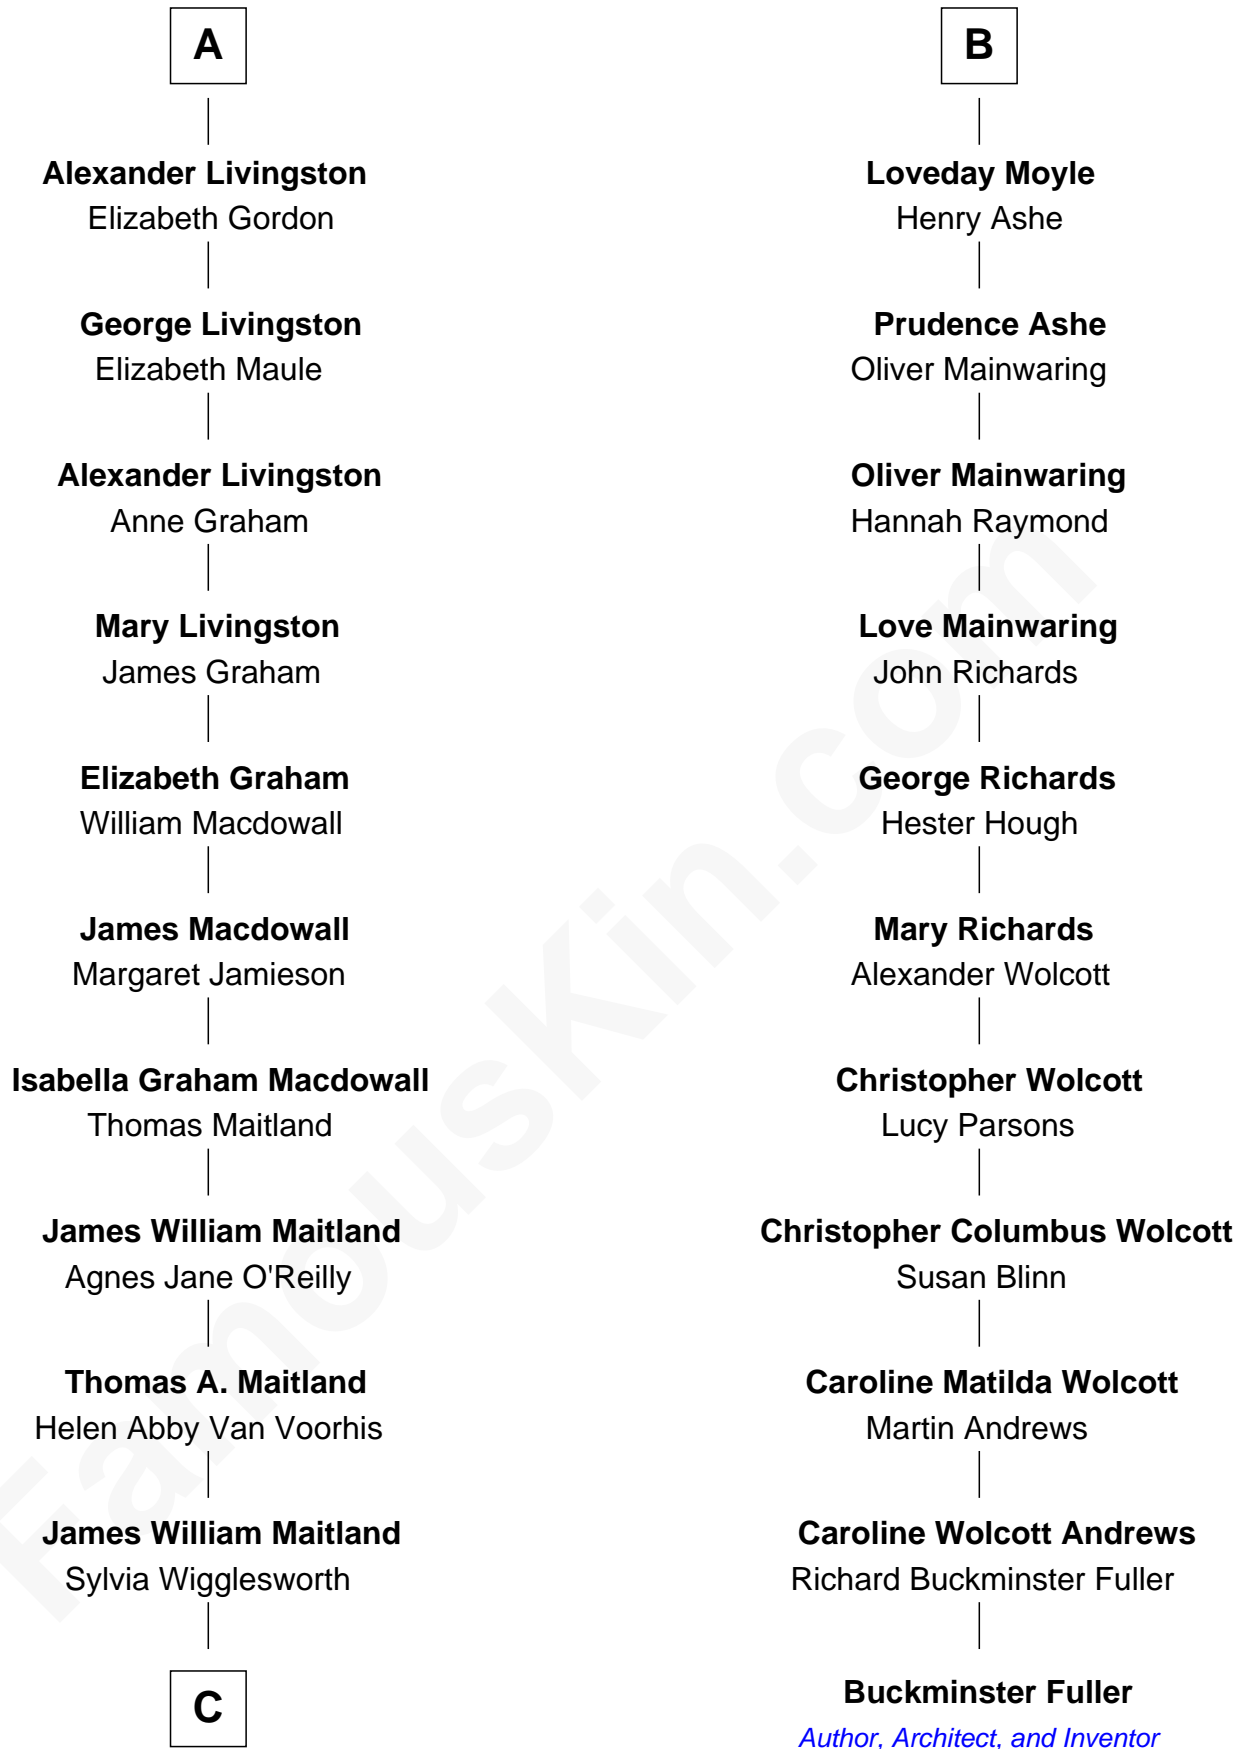 A
Alexander Livingston
Elizabeth Gordon
George Livingston
Elizabeth Maule
Alexander Livingston
Anne Graham
Mary Livingston
James Graham
Elizabeth Graham
William Macdowall
James Macdowall
Margaret Jamieson
Isabella Graham Macdowall
Thomas Maitland
James William Maitland
Agnes Jane O'Reilly
Thomas A. Maitland
Helen Abby Van Voorhis
James William Maitland
Sylvia Wigglesworth
C
B
Loveday Moyle
Henry Ashe
Prudence Ashe
Oliver Mainwaring
Oliver Mainwaring
Hannah Raymond
Love Mainwaring
John Richards
George Richards
Hester Hough
Mary Richards
Alexander Wolcott
Christopher Wolcott
Lucy Parsons
Christopher Columbus Wolcott
Susan Blinn
Caroline Matilda Wolcott
Martin Andrews
Caroline Wolcott Andrews
Richard Buckminster Fuller
Buckminster Fuller
Author, Architect, and Inventor
FamousKin.com